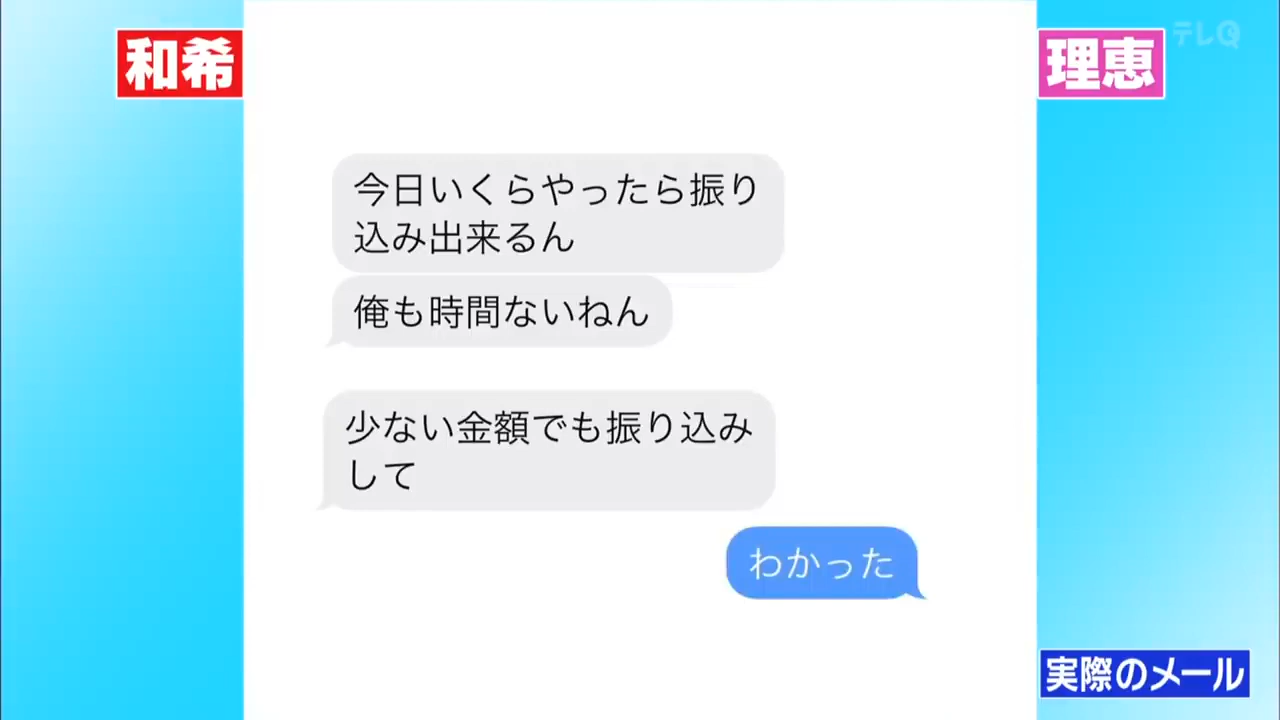 和希
理恵
テレQ
今日いくらやったら振り
込み出来るん
俺も時間ないねん
少ない金額でも振り込み
して
わかった
実際のメール